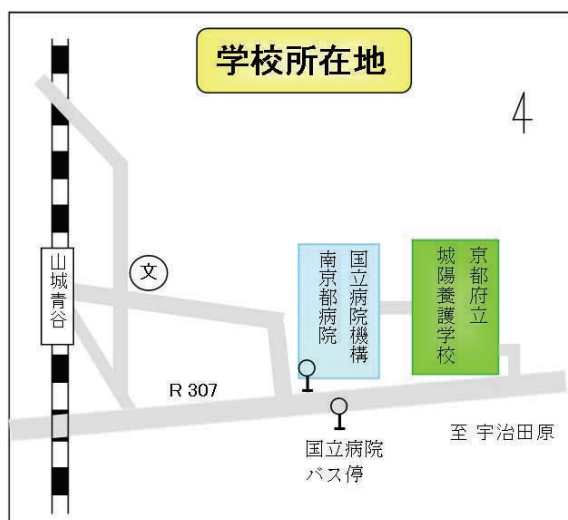 学校所在地
山城青谷
文
国立病院機構
南京都病院
京都府立
城陽養護学校
R 307
国立病院
バス停
至 宇治田原